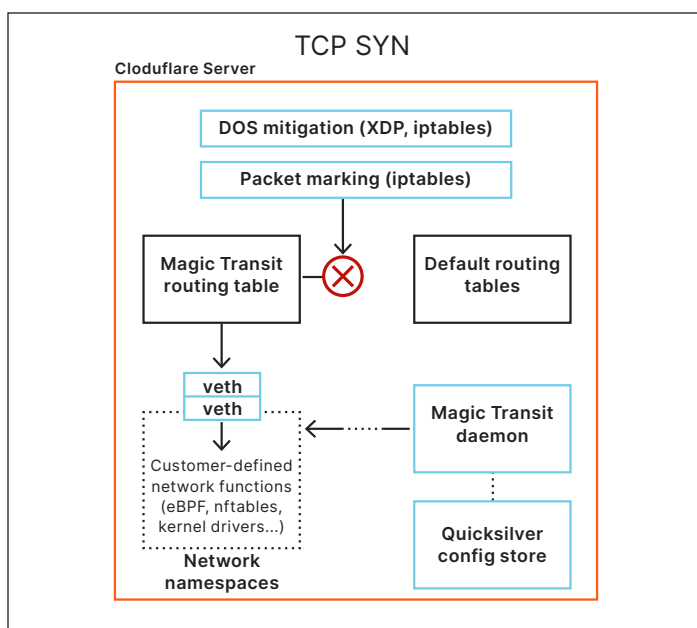 TCP SYN
Cloduflare Server
DOS mitigation (XDP, iptables)
Packet marking (iptables)
Magic Transit
routing table
Default routing
tables
veth
veth
Magic Transit
daemon
Customer-defined
network functions
(eBPF, nftables,
kernel drivers...)
Network
namespaces
Quicksilver
config store